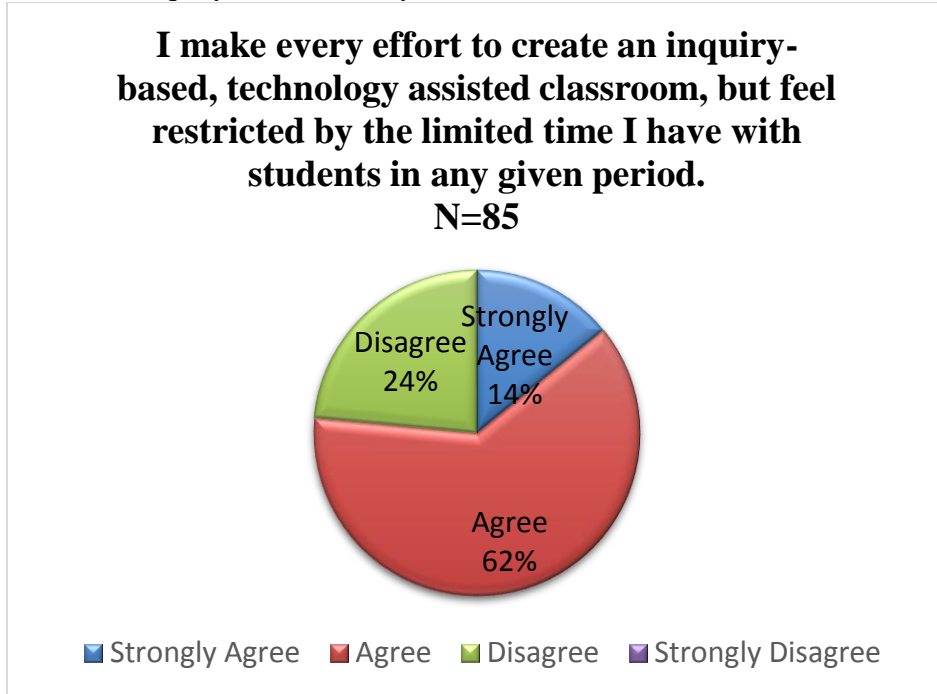 I make every effort to create an inquiry-
based, technology assisted classroom, but feel
restricted by the limited time I have with
students in any given period.
N=85
Strongly
Agree
14%
Disagree
24%
Agree
62%
Strongly Agree Agree Disagree Strongly Disagree